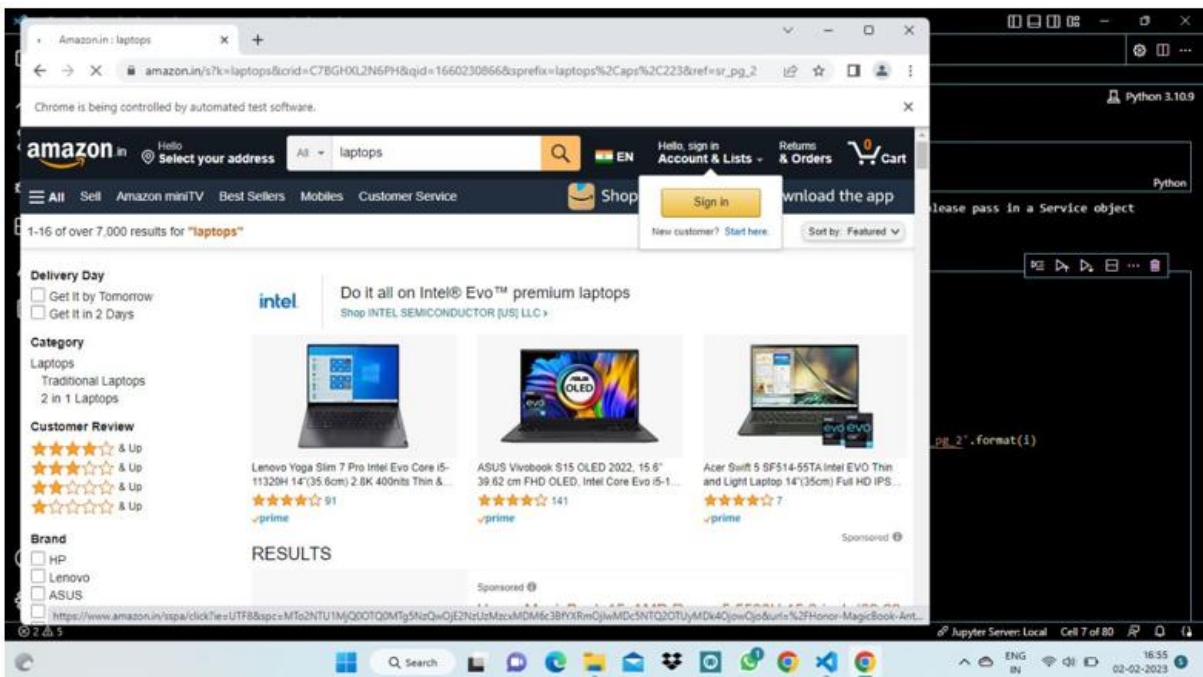 Amazon.in : laptops
amazon.in/s?k=laptops&crid=C7BGHXL2N6PH&qid=1660230866&sprefix=laptops%2Caps%2C223&ref=sr_pg_2
Chrome is being controlled by automated test software.
Python 3.10.9
amazon.in
Hello
Select your address
All
laptops
EN
Hello, sign in
Account & Lists
Returns
& Orders
0
Cart
All Sell Amazon miniTV Best Sellers Mobiles Customer Service
Shop
wnload the app
Python
Sign in
New customer? Start here.
lease pass in a Service object
1-16 of over 7,000 results for "laptops"
Sort by: Featured
Delivery Day
Get It by Tomorrow
Get It in 2 Days
Category
Laptops
Traditional Laptops
2 in 1 Laptops
Customer Review
& Up
& Up
& Up
& Up
Brand
HP
Lenovo
ASUS
intel
Do it all on Intel® Evo™ premium laptops
Shop INTEL SEMICONDUCTOR [US] LLC
ASUS
OLED
evo
evo evo
Lenovo Yoga Slim 7 Pro Intel Evo Core i5-
11320H 14"(35.6cm) 2.8K 400nits Thin &...
91
prime
ASUS Vivobook S15 OLED 2022, 15.6"
39.62 cm FHD OLED, Intel Core Evo i5-1...
141
prime
Acer Swift 5 SF514-55TA Intel EVO Thin
and Light Laptop 14"(35cm) Full HD IPS...
7
prime
Sponsored
RESULTS
Sponsored
_pg_2'.format(i)
2 5
Jupyter Server: Local Cell 7 of 80
Search
ENG
IN
16:55
02-02-2023